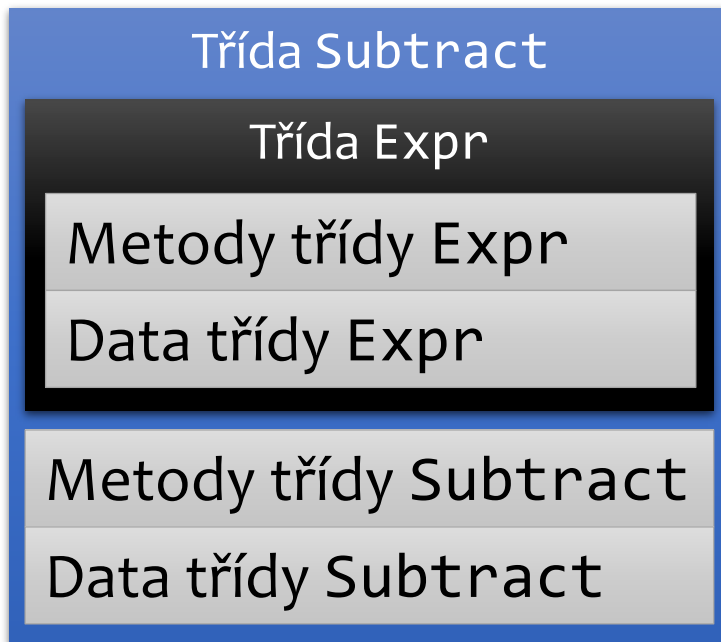 Třída Subtract
Třída Expr
Metody třídy Expr
Data třídy Expr
Metody třídy Subtract
Data třídy Subtract